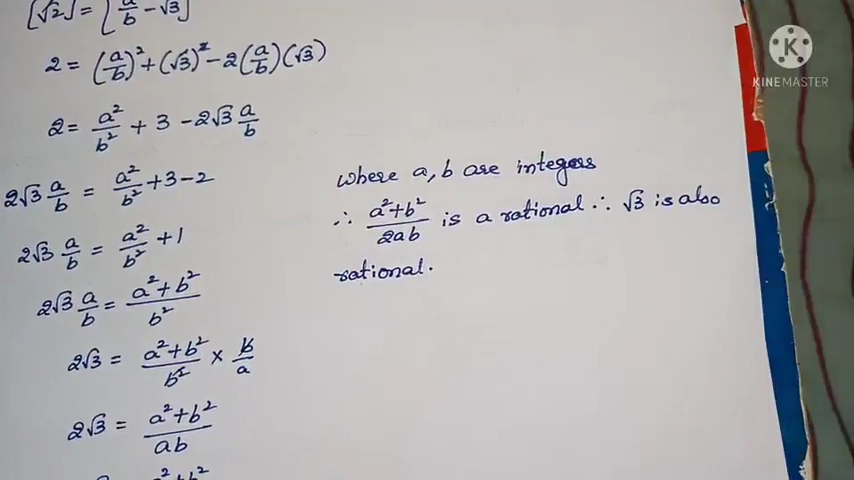 [√2] = [a/b - √3]
2 = (a/b)² + (√3)² - 2(a/b)(√3)
2 = a²/b² + 3 - 2√3 a/b
2√3 a/b = a²/b² + 3 - 2
2√3 a/b = a²/b² + 1
2√3 a/b = a² + b²/b²
2√3 = a² + b²/b² × b/a
2√3 = a² + b²/ab
where a, b are integers
∴ a² + b²/2ab is a rational ∴ √3 is also
rational.
K
KINEMASTER